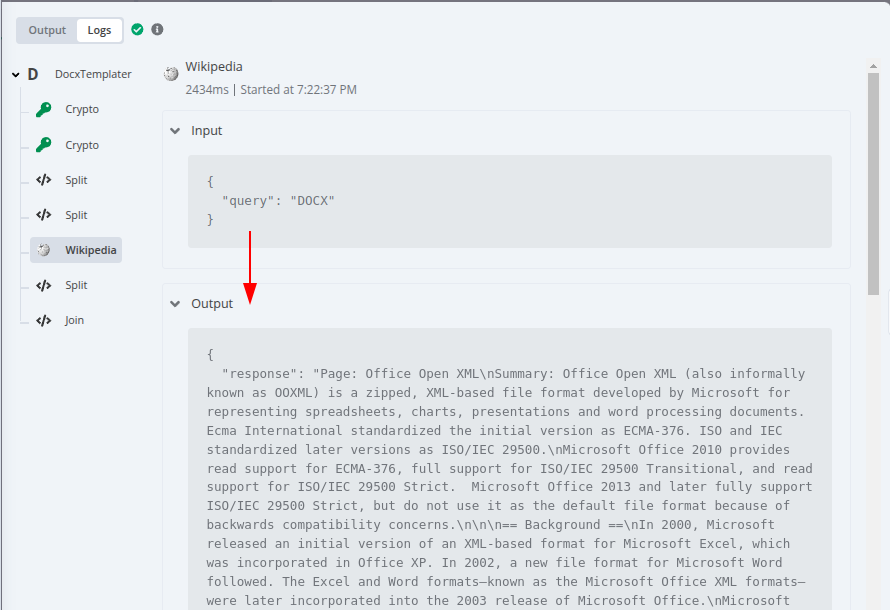 Output Logs
DocxTemplater
Crypto
Crypto
Split
Split
Wikipedia
Split
Join
Wikipedia
2434ms | Started at 7:22:37 PM
Input
{
"query": "DOCX"
}
Output
{
"response": "Page: Office Open XML\nSummary: Office Open XML (also informally
known as OOXML) is a zipped, XML-based file format developed by Microsoft for
representing spreadsheets, charts, presentations and word processing documents.
Ecma International standardized the initial version as ECMA-376. ISO and IEC
standardized later versions as ISO/IEC 29500.\nMicrosoft Office 2010 provides
read support for ECMA-376, full support for ISO/IEC 29500 Transitional, and read
support for ISO/IEC 29500 Strict.  Microsoft Office 2013 and later fully support
ISO/IEC 29500 Strict, but do not use it as the default file format because of
backwards compatibility concerns.\n\n\n== Background ==\nIn 2000, Microsoft
released an initial version of an XML-based format for Microsoft Excel, which
was incorporated in Office XP. In 2002, a new file format for Microsoft Word
followed. The Excel and Word formats—known as the Microsoft Office XML formats—
were later incorporated into the 2003 release of Microsoft Office.\nMicrosoft